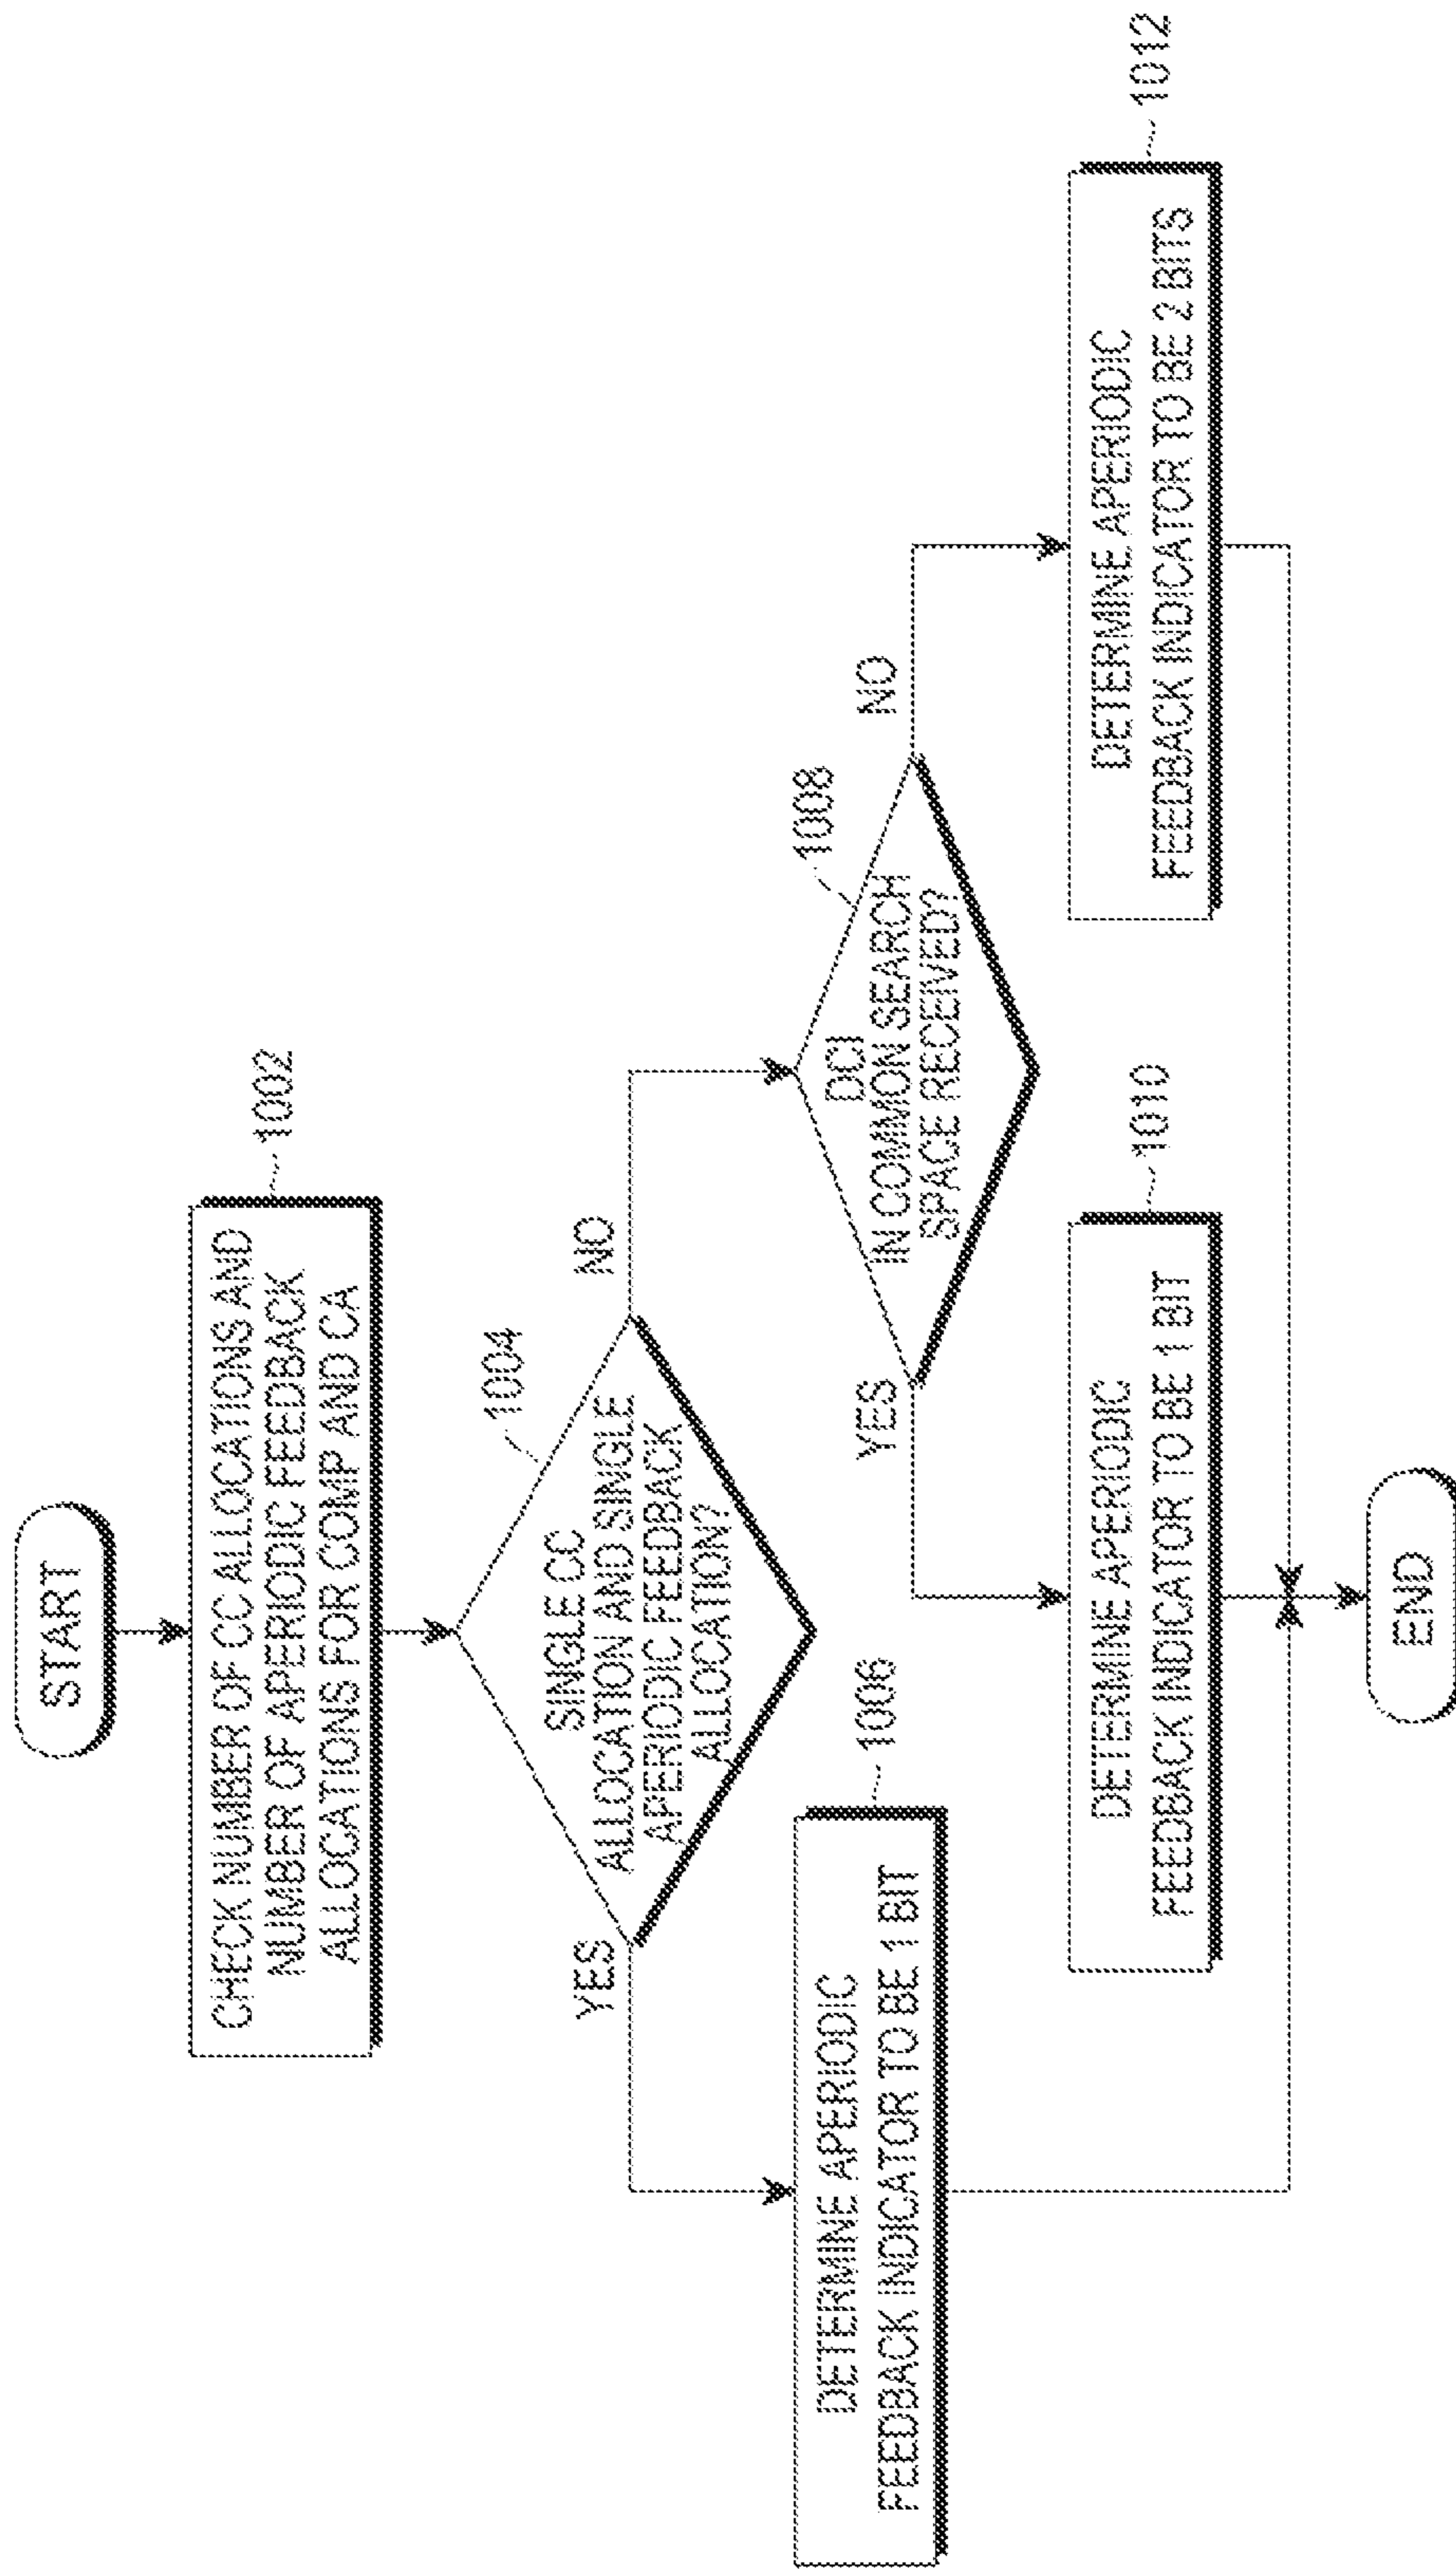 START
CHECK NUMBER OF CC ALLOCATIONS AND
NUMBER OF APERIODIC FEEDBACK
ALLOCATIONS FOR COMP AND CA
1002
SINGLE CC
ALLOCATION AND SINGLE
APERIODIC FEEDBACK
ALLOCATION?
1004
YES
NO
DETERMINE APERIODIC
FEEDBACK INDICATOR TO BE 1 BIT
1006
DCI
IN COMMON SEARCH
SPACE RECEIVED?
1008
YES
NO
DETERMINE APERIODIC
FEEDBACK INDICATOR TO BE 1 BIT
1010
DETERMINE APERIODIC
FEEDBACK INDICATOR TO BE 2 BITS
1012
END